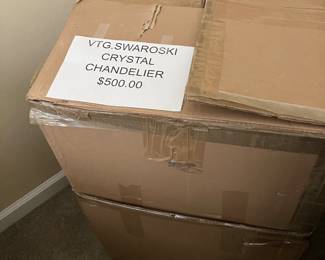 VTG.SWAROSKI
CRYSTAL
CHANDELIER
$500.00